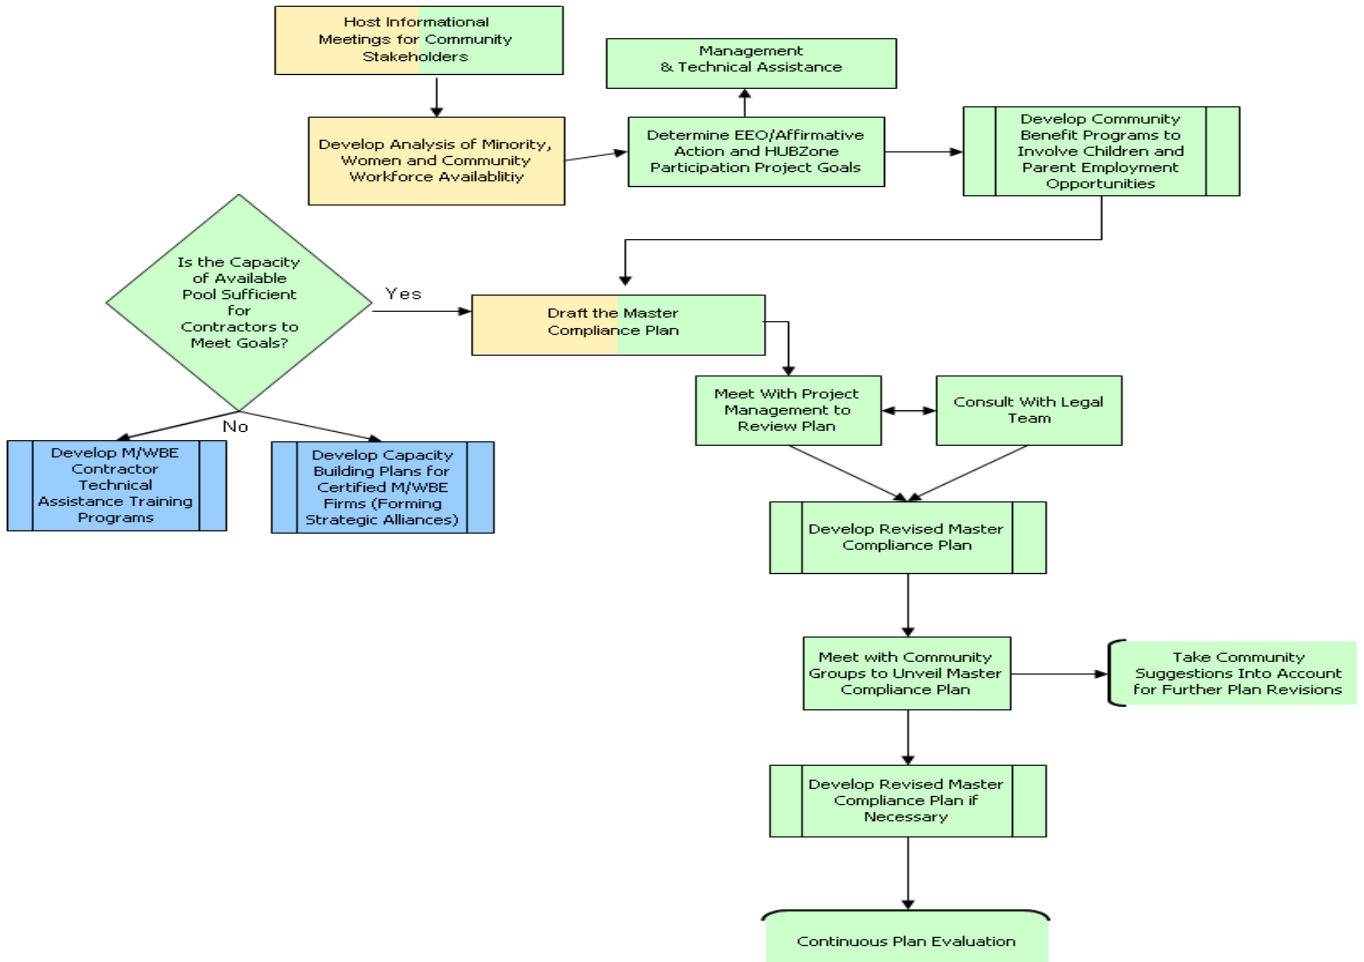 Host Informational
Meetings for Community
Stakeholders
Management
& Technical Assistance
Develop Analysis of Minority,
Women and Community
Workforce Availablitiy
Determine EEO/Affirmative
Action and HUBZone
Participation Project Goals
Develop Community
Benefit Programs to
Involve Children and
Parent Employment
Opportunities
Is the Capacity
of Available
Pool Sufficient
for
Contractors to
Meet Goals?
Yes
Draft the Master
Compliance Plan
No
Develop M/WBE
Contractor
Technical
Assistance Training
Programs
Develop Capacity
Building Plans for
Certified M/WBE
Firms (Forming
Strategic Alliances)
Meet With Project
Management to
Review Plan
Consult With Legal
Team
Develop Revised Master
Compliance Plan
Meet with Community
Groups to Unveil Master
Compliance Plan
Take Community
Suggestions Into Account
for Further Plan Revisions
Develop Revised Master
Compliance Plan if
Necessary
Continuous Plan Evaluation